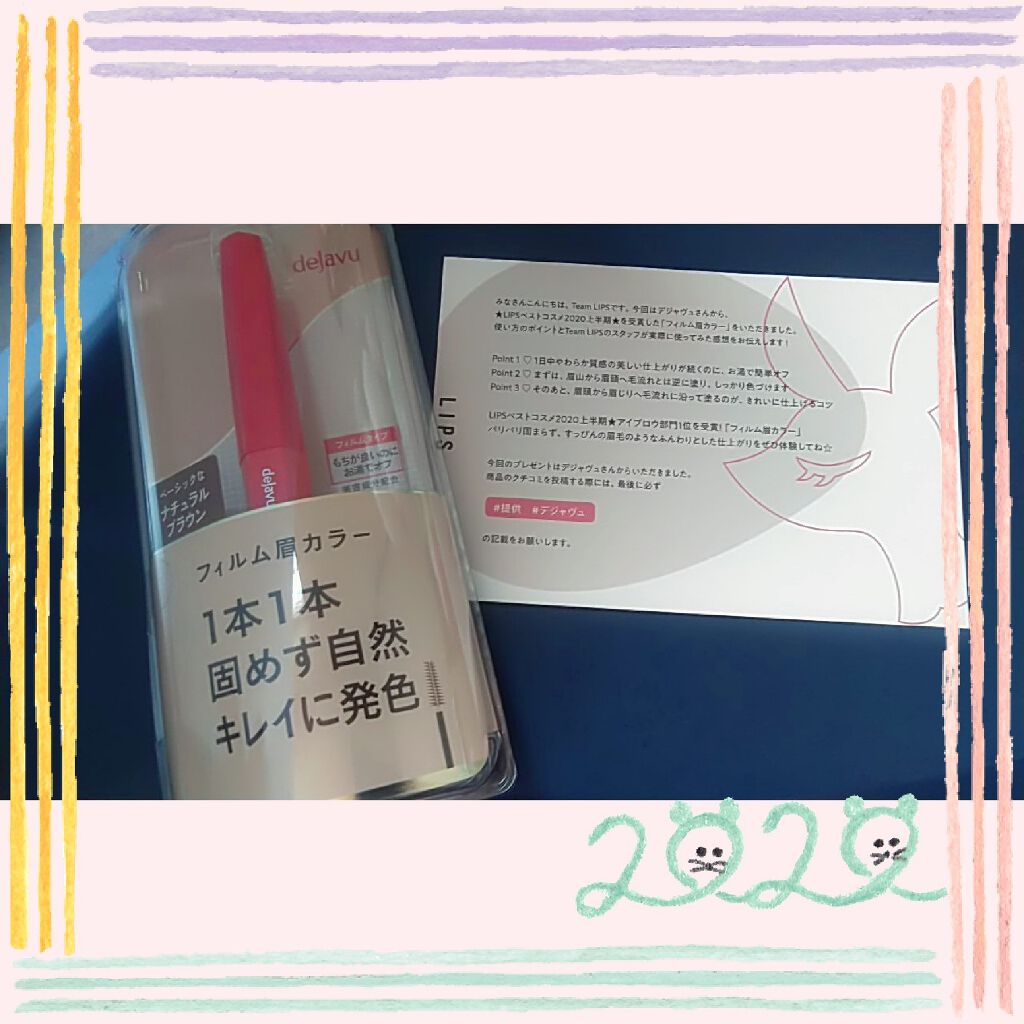 dejavu
ベーシックな
ナチュラル
ブラウン
dejavu
フィルムタイプ
もちが良いのに
お湯でオフ
美容成分配合
フィルム眉カラー
1本1本
固めず自然
キレイに発色
LIPS
みなさんこんにちは、Team LIPSです。今回はデジャヴュさんから、
★LIPSベストコスメ2020上半期★を受賞した「フィルム眉カラー」をいただきました。
使い方のポイントとTeam LIPSのスタッフが実際に使ってみた感想をお伝えします！
Point 1 ♡ 1日中やわらか質感の美しい仕上がりが続くのに、お湯で簡単オフ
Point 2 ♡ まずは、眉山から眉頭へ毛流れとは逆に塗り、しっかり色づけます
Point 3 ♡ そのあと、眉頭から眉じりへ毛流れに沿って塗るのが、きれいに仕上げるコツ
LIPSベストコスメ2020上半期★アイブロウ部門1位を受賞！「フィルム眉カラー」
パリパリ固まらず、すっぴんの眉毛のようなふんわりとした仕上がりをぜひ体験してね☆
今回のプレゼントはデジャヴュさんからいただきました。
商品のクチコミを投稿する際には、最後に必ず
#提供 #デジャヴュ
の記載をお願いします。
2020